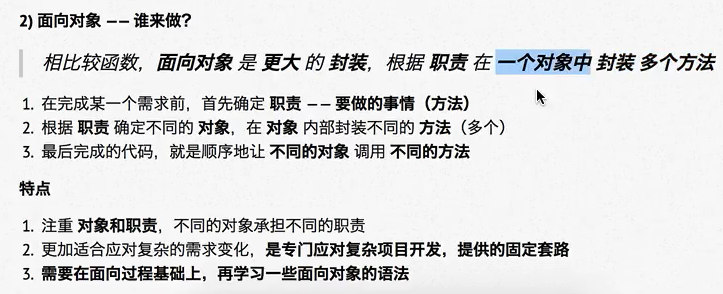 2) 面向对象 —— 谁来做？
相比较函数，面向对象 是 更大 的 封装，根据 职责 在 一个对象中 封装 多个方法
1. 在完成某一个需求前，首先确定 职责 —— 要做的事情（方法）
2. 根据 职责 确定不同的 对象，在 对象 内部封装不同的 方法（多个）
3. 最后完成的代码，就是顺序地让 不同的对象 调用 不同的方法
特点
1. 注重 对象和职责，不同的对象承担不同的职责
2. 更加适合应对复杂的需求变化，是专门应对复杂项目开发，提供的固定套路
3. 需要在面向过程基础上，再学习一些面向对象的语法